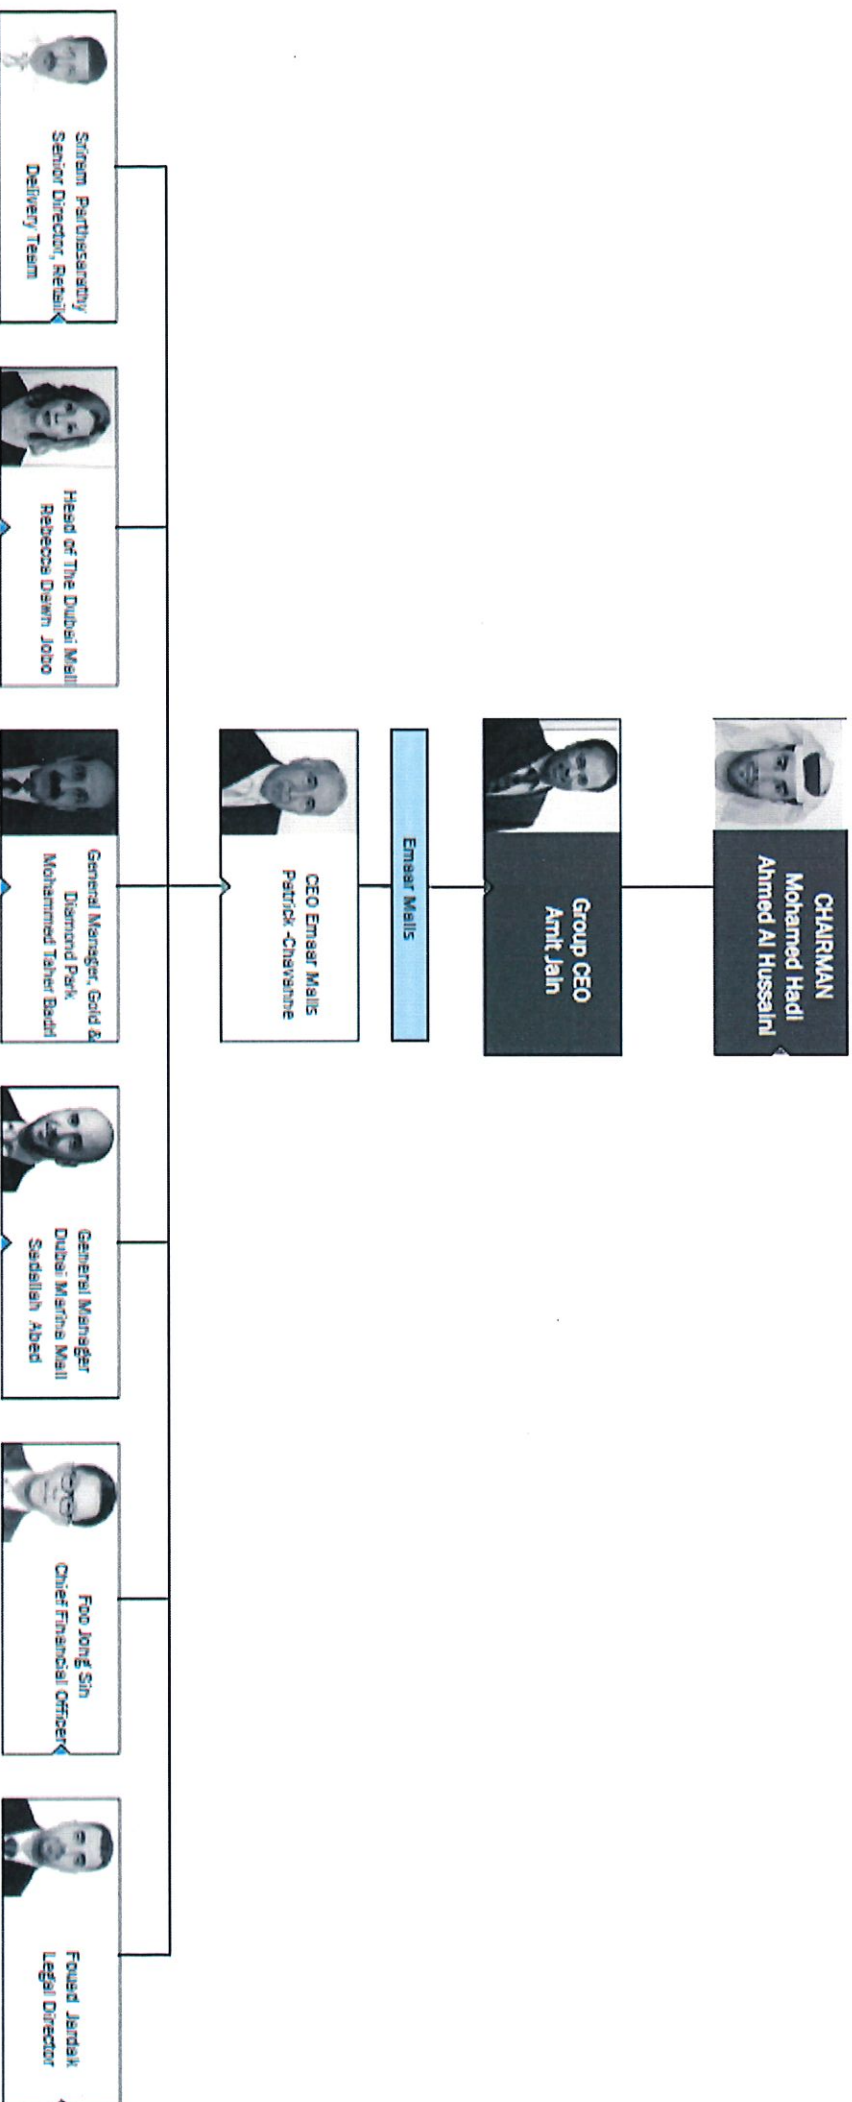 CHAIRMAN
Mohamed Hadi
Ahmed Al Hussaini
Group CEO
Amit Jain
Emaar Malls
CEO Emaar Malls
Patrick -Chavanne
Sriram Parthasarathy
Senior Director, Retail
Delivery Team
Head of The Dubai Mall
Rebecca Dawn Jobo
General Manager, Gold &
Diamond Park
Mohammed Taher Badri
General Manager
Dubai Marina Mall
Sadallah Abed
Foo Jong Sin
Chief Financial Officer
Fouad Jardak
Legal Director